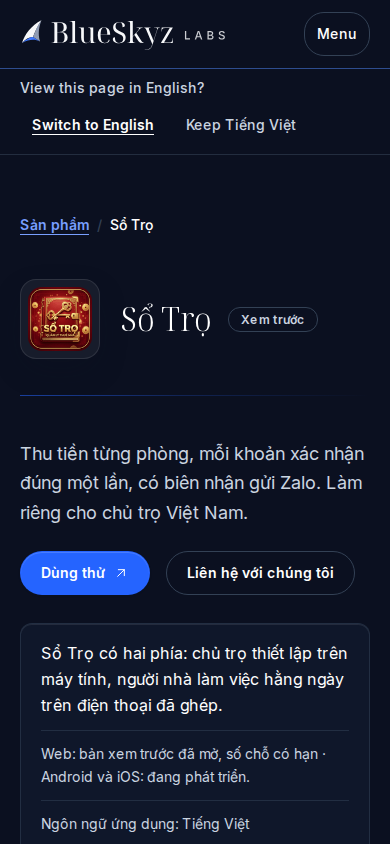 BlueSkyz LABS
Menu
View this page in English?
Switch to English
Keep Tiếng Việt
Sản phẩm / Sổ Trọ
SỔ TRỌ
Sổ Trọ
Xem trước
Thu tiền từng phòng, mỗi khoản xác nhận
đúng một lần, có biên nhận gửi Zalo. Làm
riêng cho chủ trọ Việt Nam.
Dùng thử
Liên hệ với chúng tôi
Sổ Trọ có hai phía: chủ trọ thiết lập trên
máy tính, người nhà làm việc hằng ngày
trên điện thoại đã ghép.
Web: bản xem trước đã mở, số chỗ có hạn ·
Android và iOS: đang phát triển.
Ngôn ngữ ứng dụng: Tiếng Việt